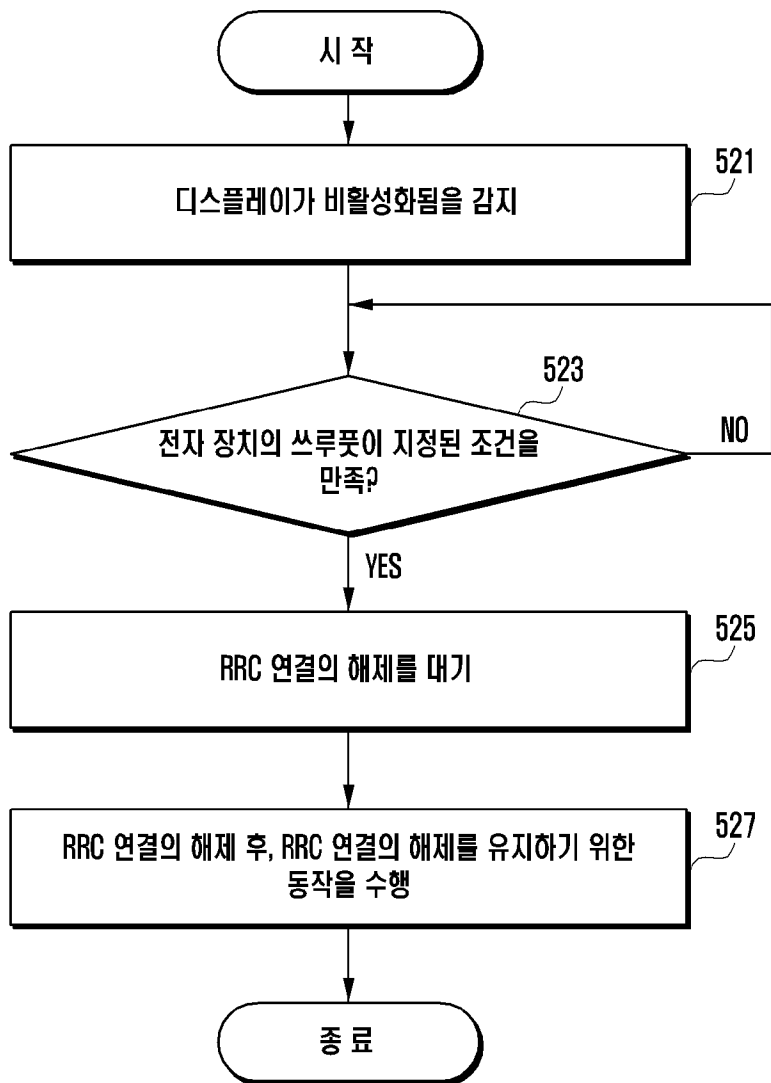 시 작
521
디스플레이가 비활성화됨을 감지
523
전자 장치의 쓰루풋이 지정된 조건을
만족?
NO
YES
525
RRC 연결의 해제를 대기
527
RRC 연결의 해제 후, RRC 연결의 해제를 유지하기 위한
동작을 수행
종 료